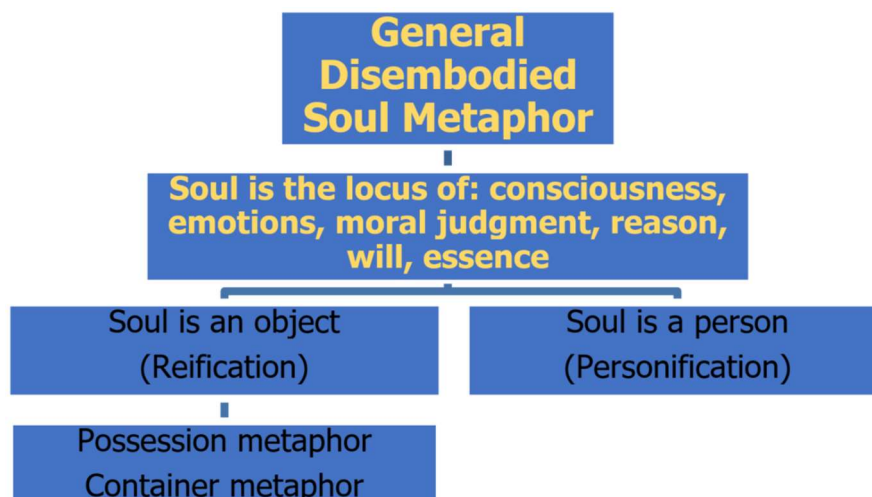 General
Disembodied
Soul Metaphor
Soul is the locus of: consciousness,
emotions, moral judgment, reason,
will, essence
Soul is an object
(Reification)
Soul is a person
(Personification)
Possession metaphor
Container metaphor